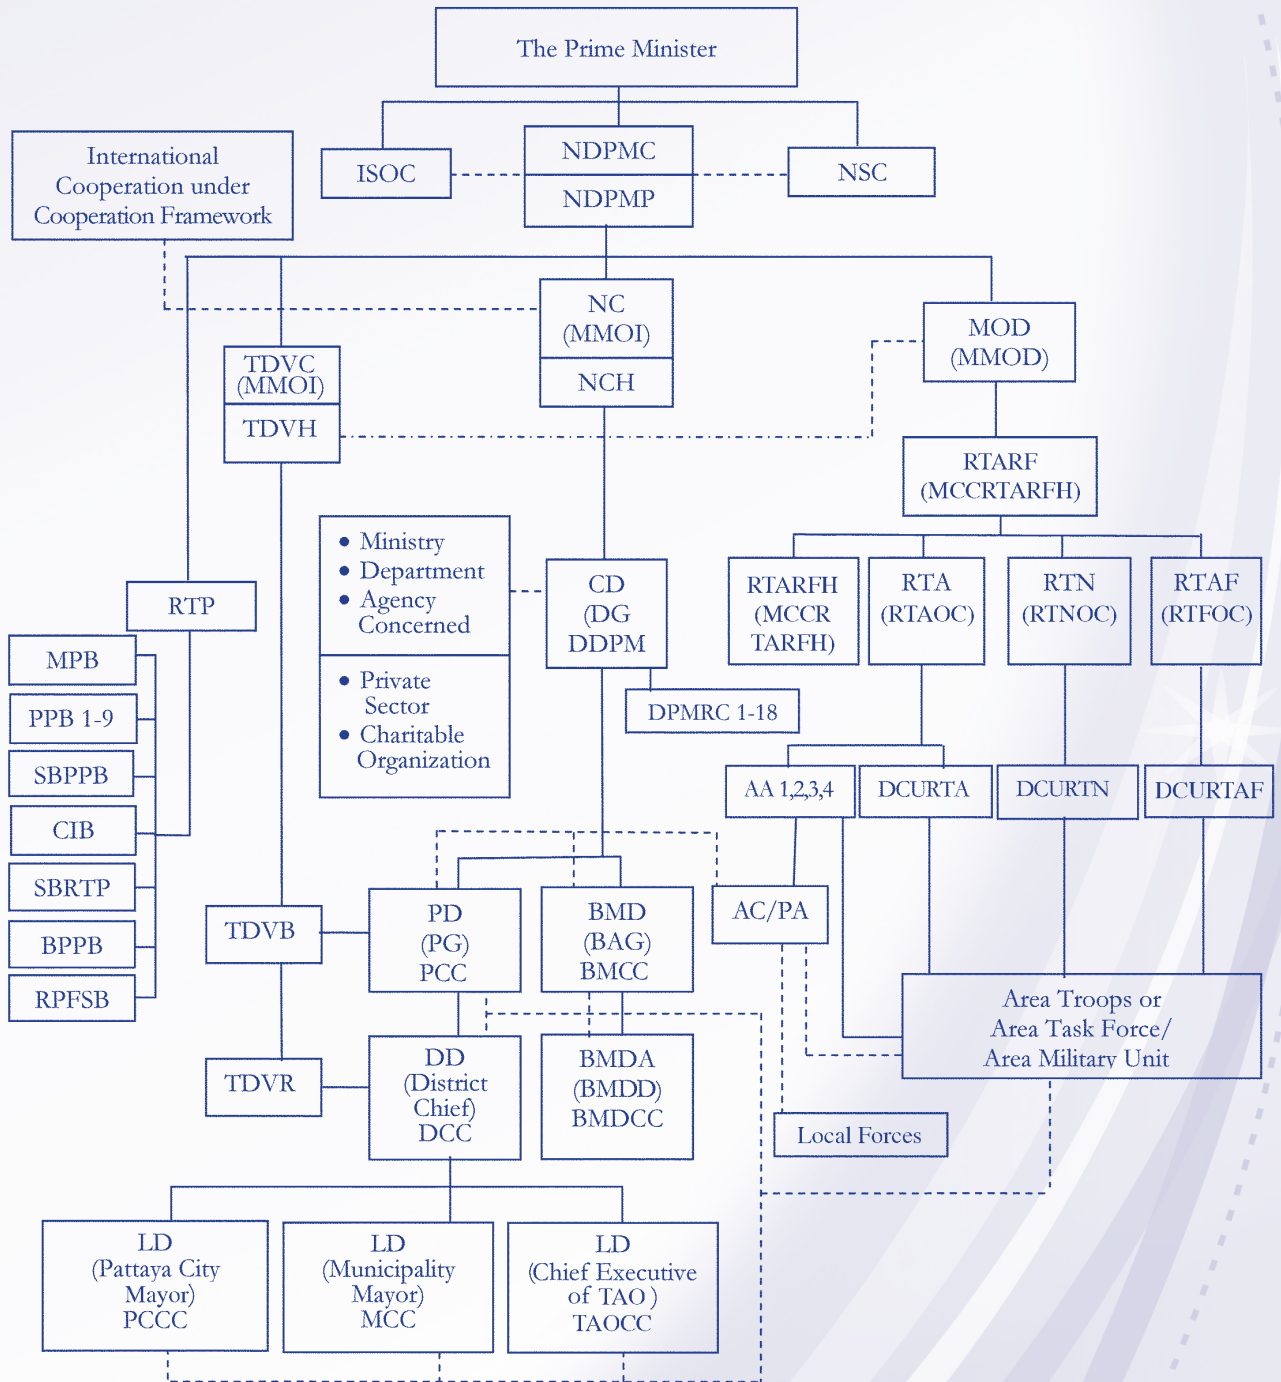 The Prime Minister
NDPMC
NDPMP
ISOC
NSC
International
Cooperation under
Cooperation Framework
NC
(MMOI)
NCH
MOD
(MMOD)
TDVC
(MMOI)
TDVH
RTARF
(MCCRTARFH)
• Ministry
• Department
• Agency
Concerned
• Private
Sector
• Charitable
Organization
CD
(DG
DDPM
DPMRC 1-18
RTARFH
(MCCR
TARFH)
RTA
(RTAOC)
RTN
(RTNOC)
RTAF
(RTFOC)
RTP
MPB
PPB 1-9
SBPPB
CIB
SBRTP
BPPB
RPFSB
AA 1,2,3,4
DCURTA
DCURTN
DCURTAF
TDVB
PD
(PG)
PCC
BMD
(BAG)
BMCC
AC/PA
Area Troops or
Area Task Force/
Area Military Unit
TDVR
DD
(District
Chief)
DCC
BMDA
(BMDD)
BMDCC
Local Forces
LD
(Pattaya City
Mayor)
PCCC
LD
(Municipality
Mayor)
MCC
LD
(Chief Executive
of TAO )
TAOCC